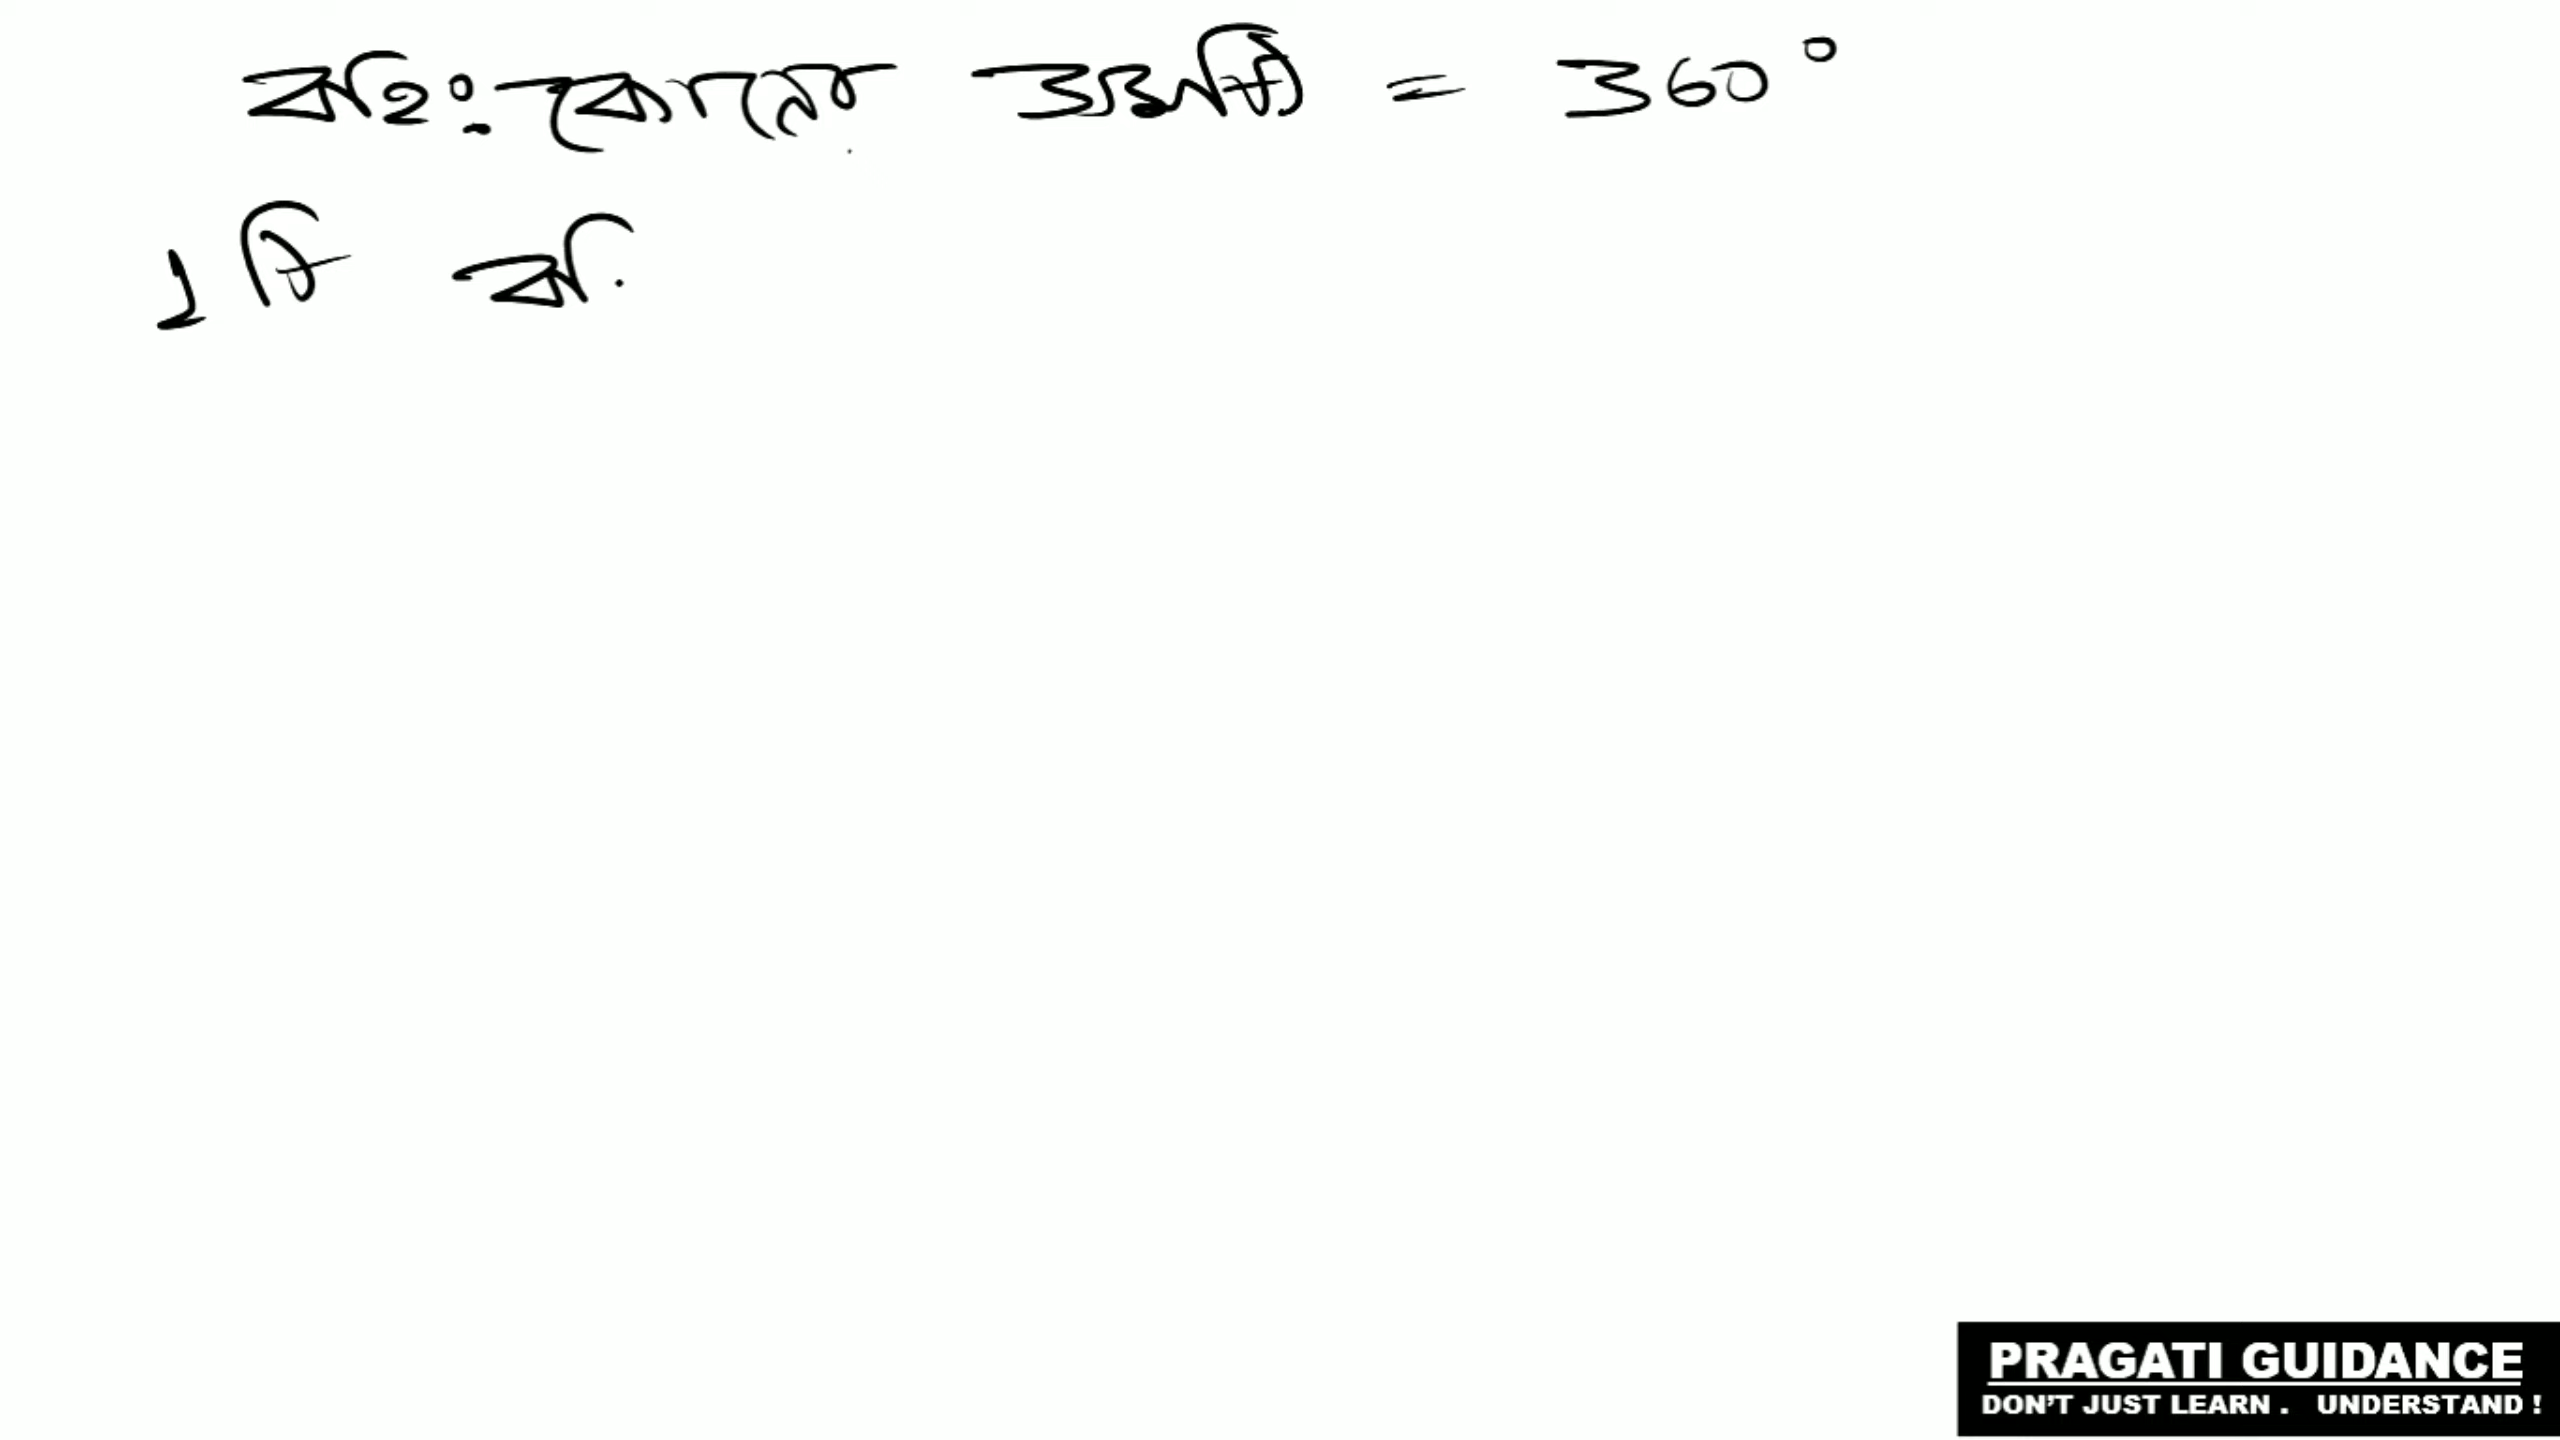 বহিঃকোনের সমষ্টি = 360°
১টি বহি
PRAGATI GUIDANCE
DON'T JUST LEARN . UNDERSTAND !